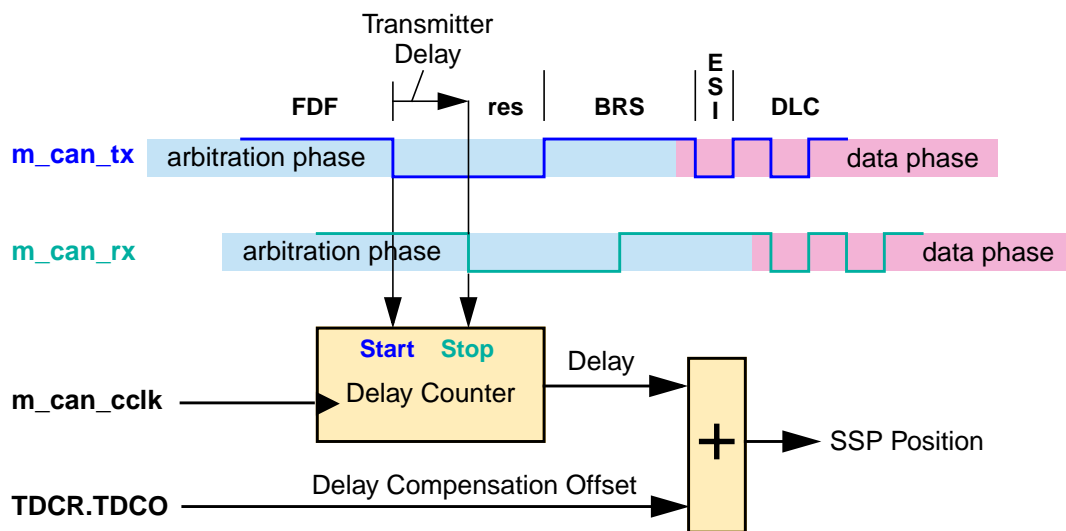 Transmitter
Delay
FDF
res
BRS
ESI
DLC
m_can_tx
arbitration phase
data phase
m_can_rx
arbitration phase
data phase
Start
Stop
Delay Counter
m_can_cclk
Delay
+
SSP Position
Delay Compensation Offset
TDCR.TDCO